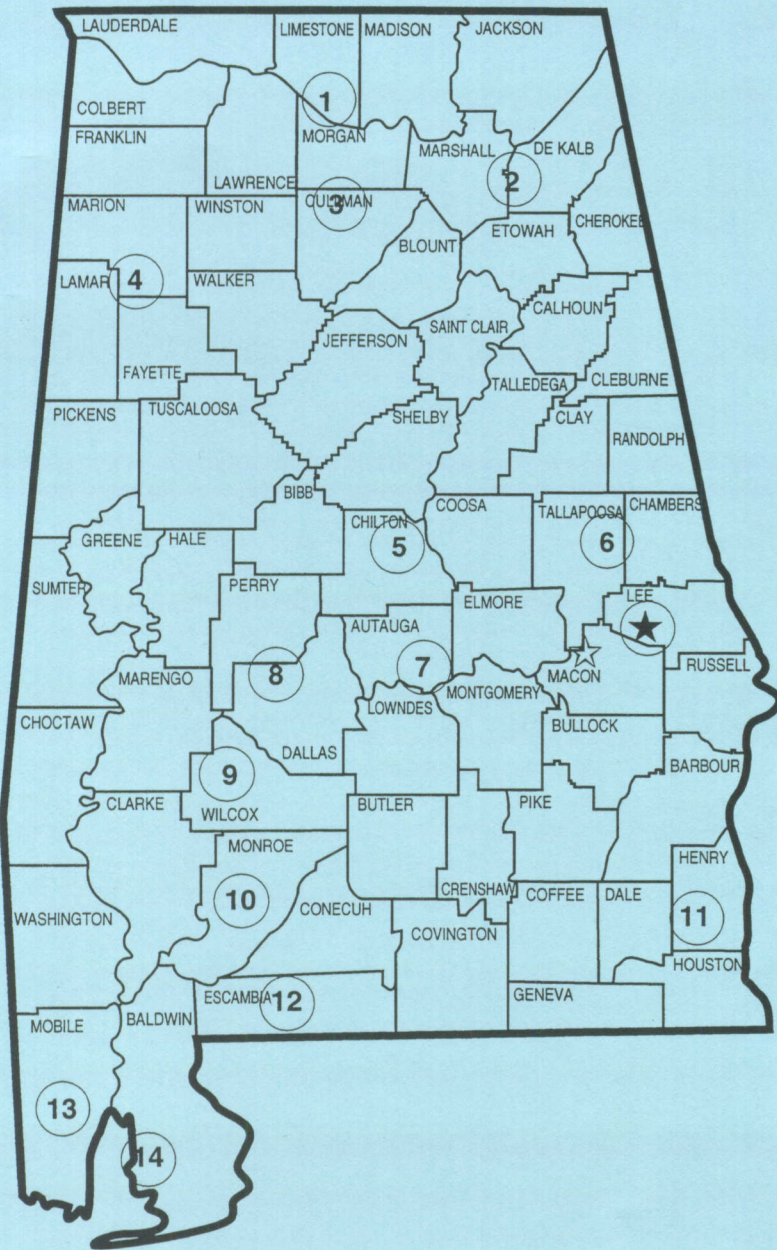 LAUDERDALE
LIMESTONE
MADISON
JACKSON
COLBERT
1
FRANKLIN
MORGAN
MARSHALL
DE KALB
LAWRENCE
2
MARION
WINSTON
CULLMAN
3
CHEROKEE
ETOWAH
BLOUNT
LAMAR
4
WALKER
CALHOUN
SAINT CLAIR
JEFFERSON
FAYETTE
TALLEDEGA
CLEBURNE
PICKENS
TUSCALOOSA
SHELBY
CLAY
RANDOLPH
BIBB
COOSA
CHAMBERS
TALLAPOOSA
CHILTON
GREENE
HALE
5
6
SUMTER
PERRY
ELMORE
LEE
AUTAUGA
MARENGO
8
7
MACON
RUSSELL
MONTGOMERY
LOWNDES
CHOCTAW
BULLOCK
DALLAS
BARBOUR
9
CLARKE
WILCOX
BUTLER
PIKE
MONROE
HENRY
CRENSHAW
COFFEE
DALE
10
CONECUH
11
WASHINGTON
COVINGTON
HOUSTON
ESCAMBIA
12
GENEVA
MOBILE
BALDWIN
13
14